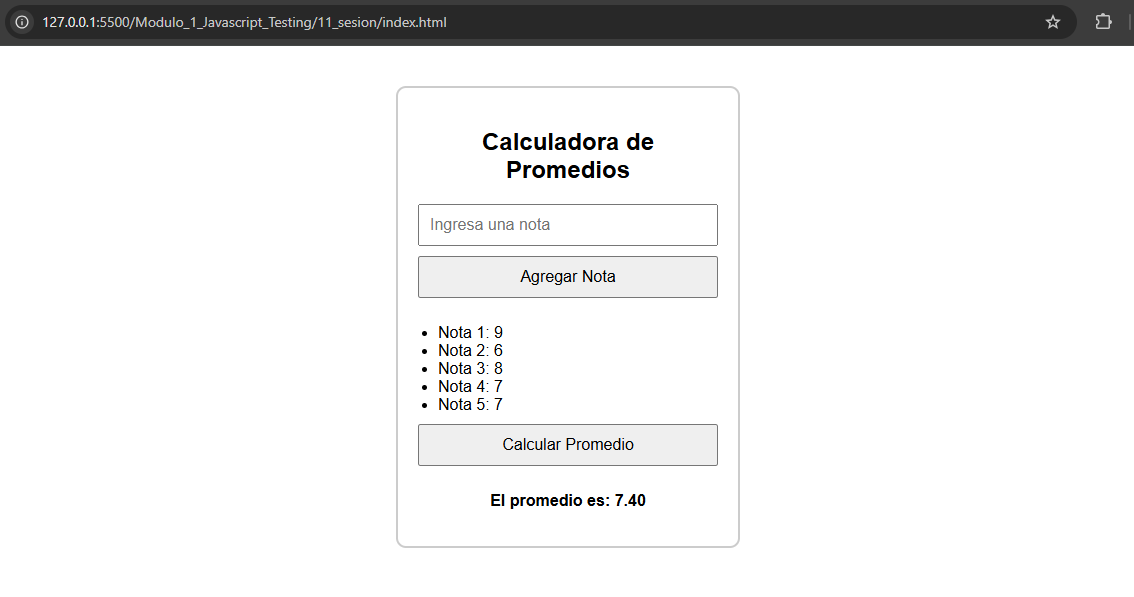 127.0.0.1:5500/Modulo_1_Javascript_Testing/11_sesion/index.html
Calculadora de
Promedios
Ingresa una nota
Agregar Nota
Nota 1: 9
Nota 2: 6
Nota 3: 8
Nota 4: 7
Nota 5: 7
Calcular Promedio
El promedio es: 7.40